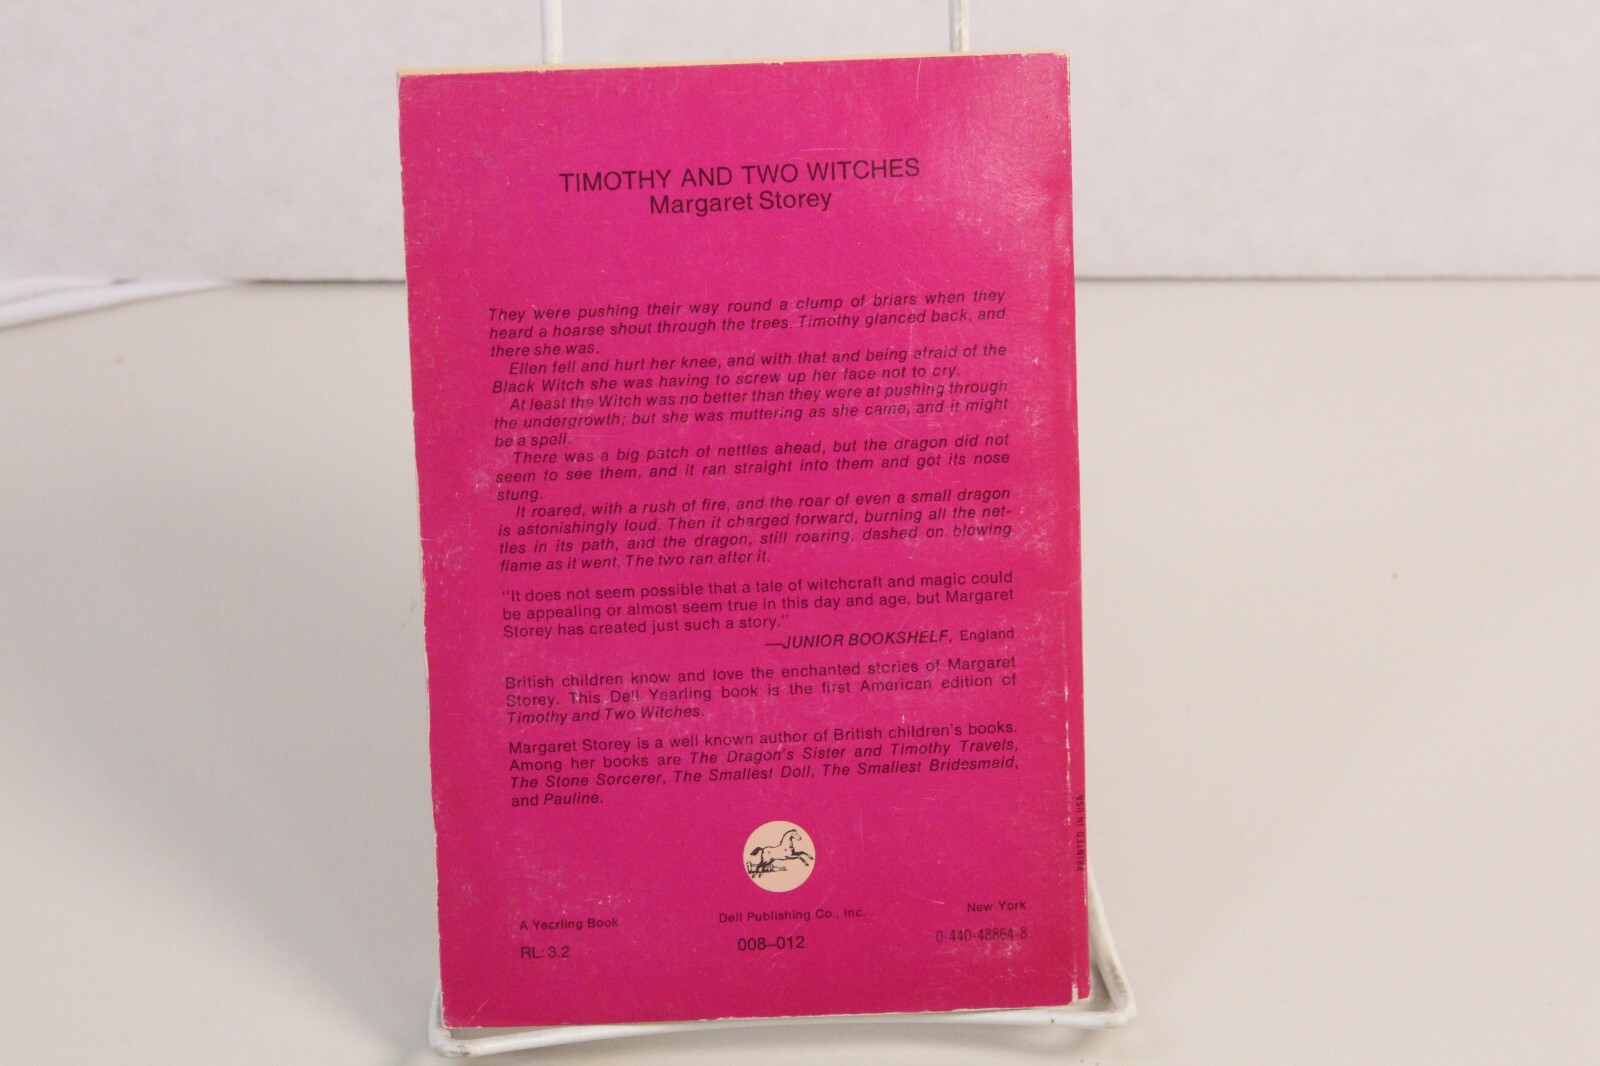 TIMOTHY AND TWO WITCHES
Margaret Storey
They were pushing their way round a clump of briars when they
heard a hoarse shout through the trees. Timothy glanced back, and
there she was.
Ellen fell and hurt her knee, and with that and being afraid of the
Black Witch she was having to screw up her face not to cry.
At least the Witch was no better than they were at pushing through
the undergrowth; but she was muttering as she came, and it might
be a spell.
There was a big patch of nettles ahead, but the dragon did not
seem to see them, and it ran straight into them and got its nose
stung.
It roared, with a rush of fire, and the roar of even a small dragon
is astonishingly loud. Then it charged forward, burning all the net-
tles in its path, and the dragon, still roaring, dashed on blowing
flame as it went. The two ran after it.
"It does not seem possible that a tale of witchcraft and magic could
be appealing or almost seem true in this day and age, but Margaret
Storey has created just such a story."
—JUNIOR BOOKSHELF, England
British children know and love the enchanted stories of Margaret
Storey. This Dell Yearling book is the first American edition of
Timothy and Two Witches.
Margaret Storey is a well known author of British children's books.
Among her books are The Dragon's Sister and Timothy Travels,
The Stone Sorcerer, The Smallest Doll, The Smallest Bridesmaid,
and Pauline.
A Yearling Book
Dell Publishing Co., Inc.
New York
RL: 3.2
008–012
0-440-48864-8
PRINTED IN USA